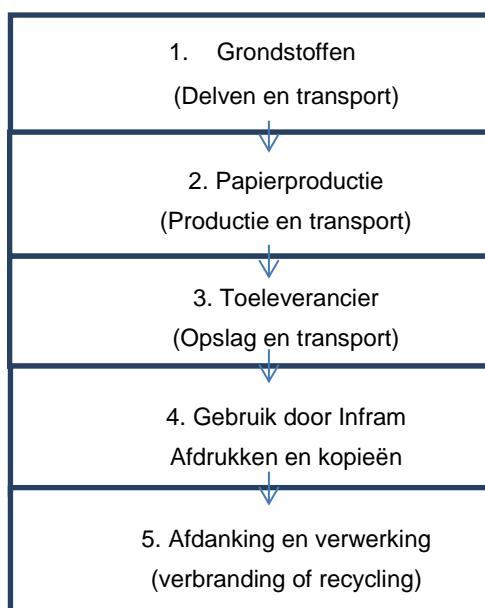 1. Grondstoffen
(Delven en transport)
2. Papierproductie
(Productie en transport)
3. Toeleverancier
(Opslag en transport)
4. Gebruik door Infram
Afdrukken en kopieën
5. Afdanking en verwerking
(verbranding of recycling)